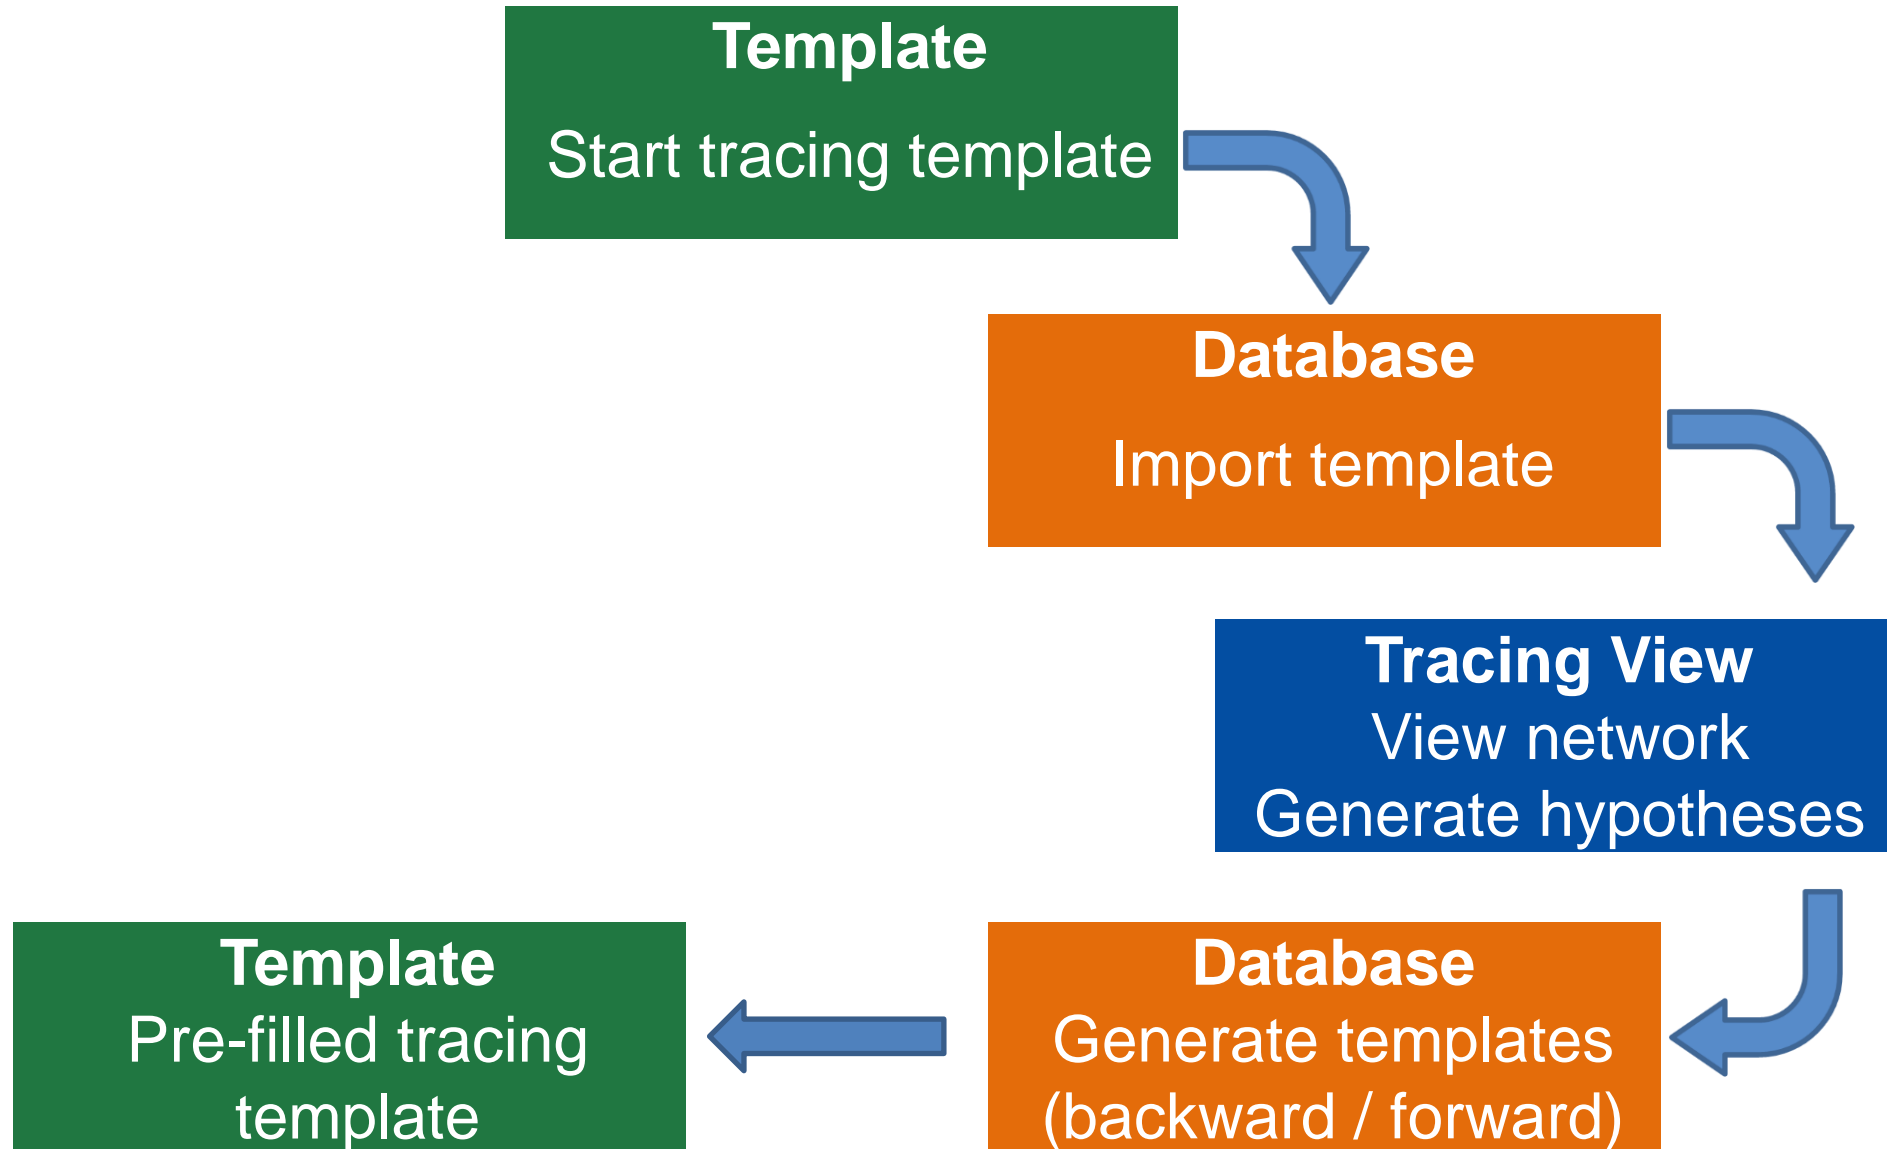 Template
Start tracing template
Database
Import template
Tracing View
View network
Generate hypotheses
Template
Pre-filled tracing
template
Database
Generate templates
(backward / forward)